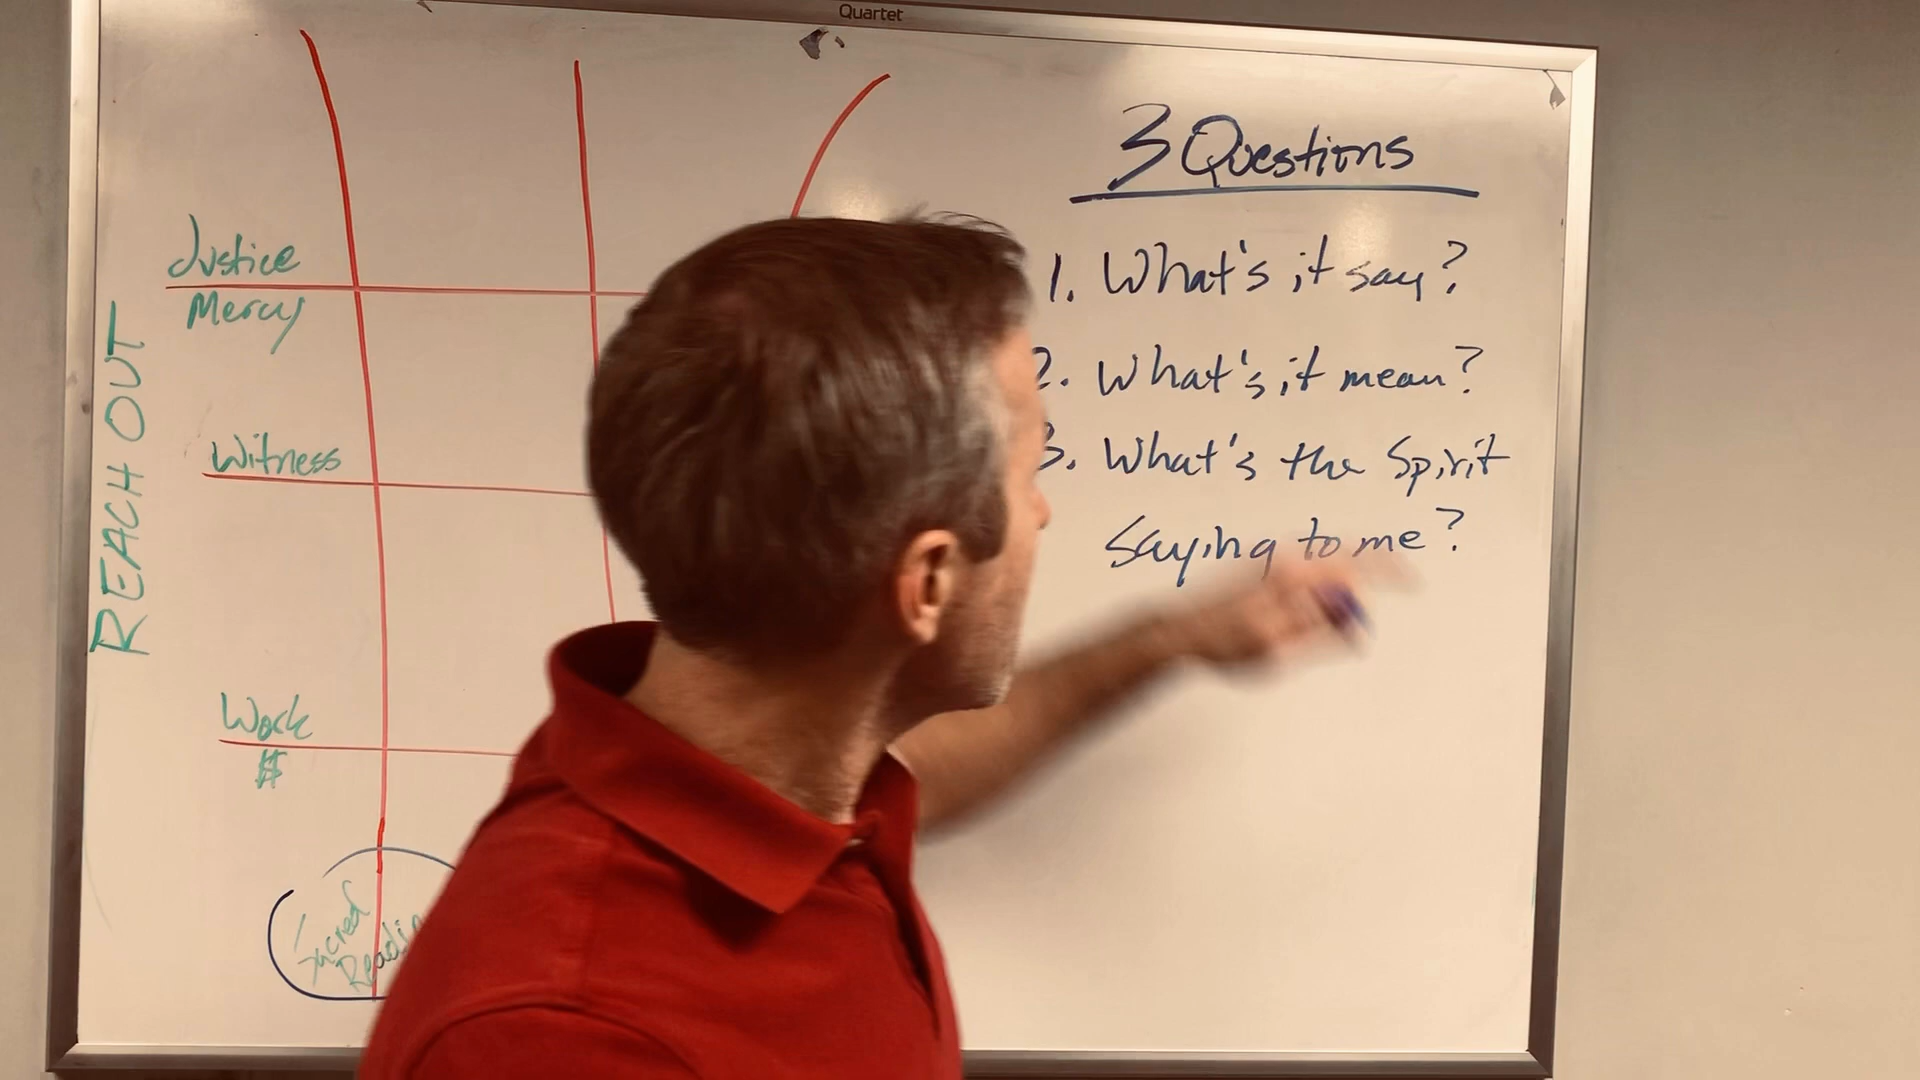 Quartet
3 Questions
1. What's it say?
2. What's it mean?
3. What's the Spirit
saying to me?
REACH OUT
Justice
Mercy
Witness
Work
$
Sacred